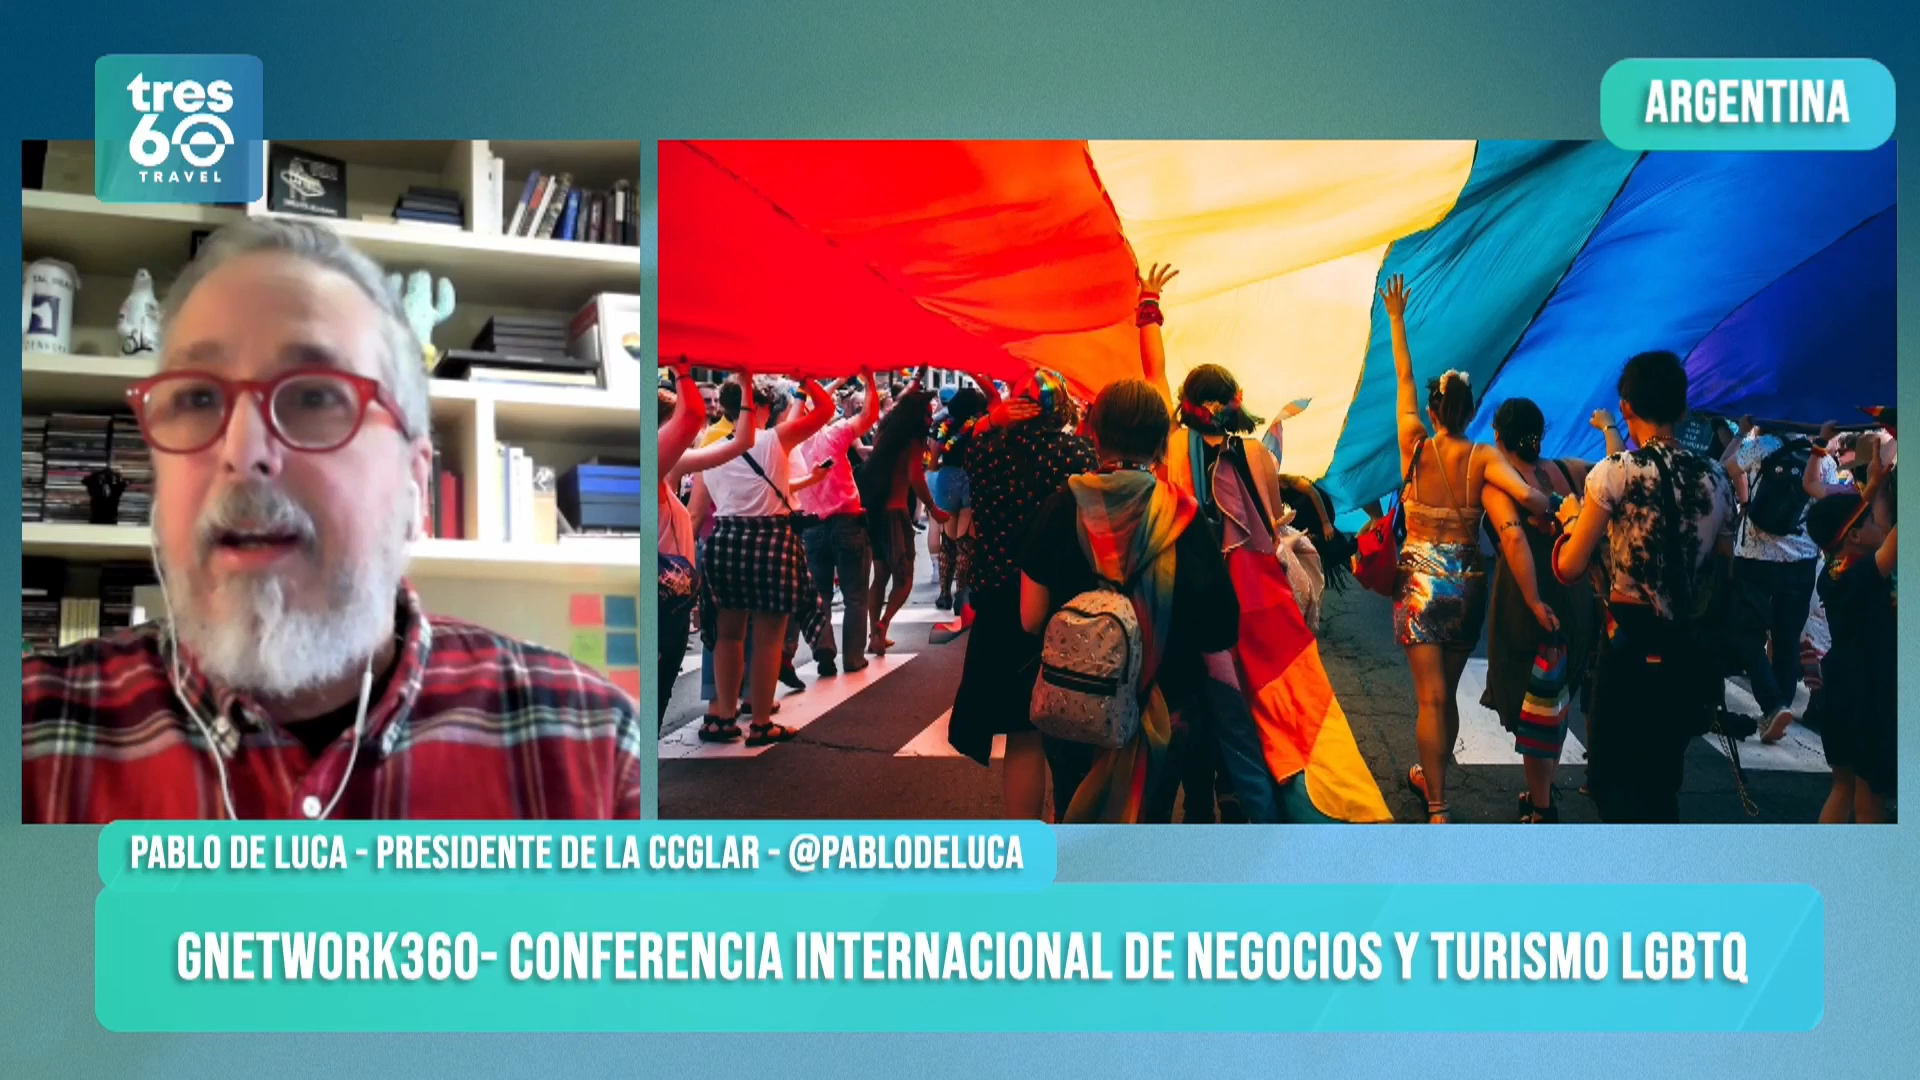 tres
60
TRAVEL
ARGENTINA
PABLO DE LUCA - PRESIDENTE DE LA CCGLAR - @PABLODELUCA
GNETWORK360- CONFERENCIA INTERNACIONAL DE NEGOCIOS Y TURISMO LGBTQ